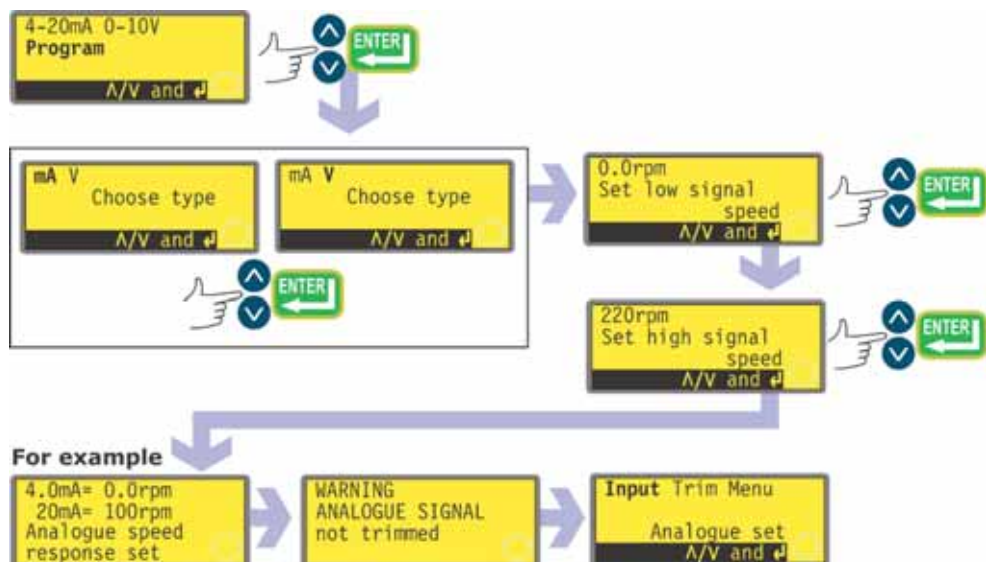 4-20mA 0-10V
Program
∧/∨ and ↵
ENTER
mA V
Choose type
∧/∨ and ↵
mA V
Choose type
∧/∨ and ↵
ENTER
0.0rpm
Set low signal
speed
∧/∨ and ↵
ENTER
220rpm
Set high signal
speed
∧/∨ and ↵
ENTER
For example
4.0mA= 0.0rpm
20mA= 100rpm
Analogue speed
response set
WARNING
ANALOGUE SIGNAL
not trimmed
Input Trim Menu
Analogue set
∧/∨ and ↵